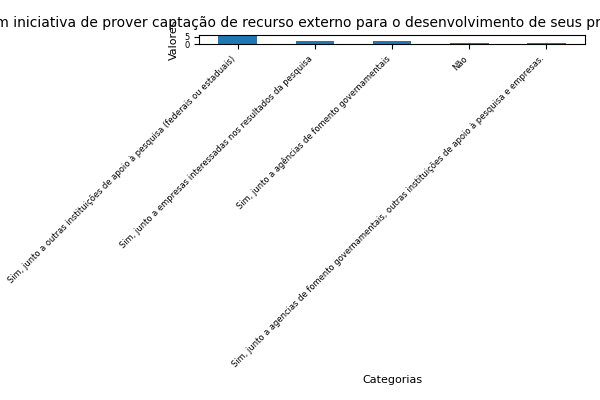 iniciativa de prover captação de recurso externo para o desenvolvimento de seus
Valores
5
0
Sim, junto a outras instituições de apoio à pesquisa (federais ou estaduais)
Sim, junto a empresas interessadas nos resultados da pesquisa
Sim, junto a agências de fomento governamentais
Não
Sim, junto a agencias de fomento governamentais, outras instituições de apoio à pesquisa e empresas.
Categorias